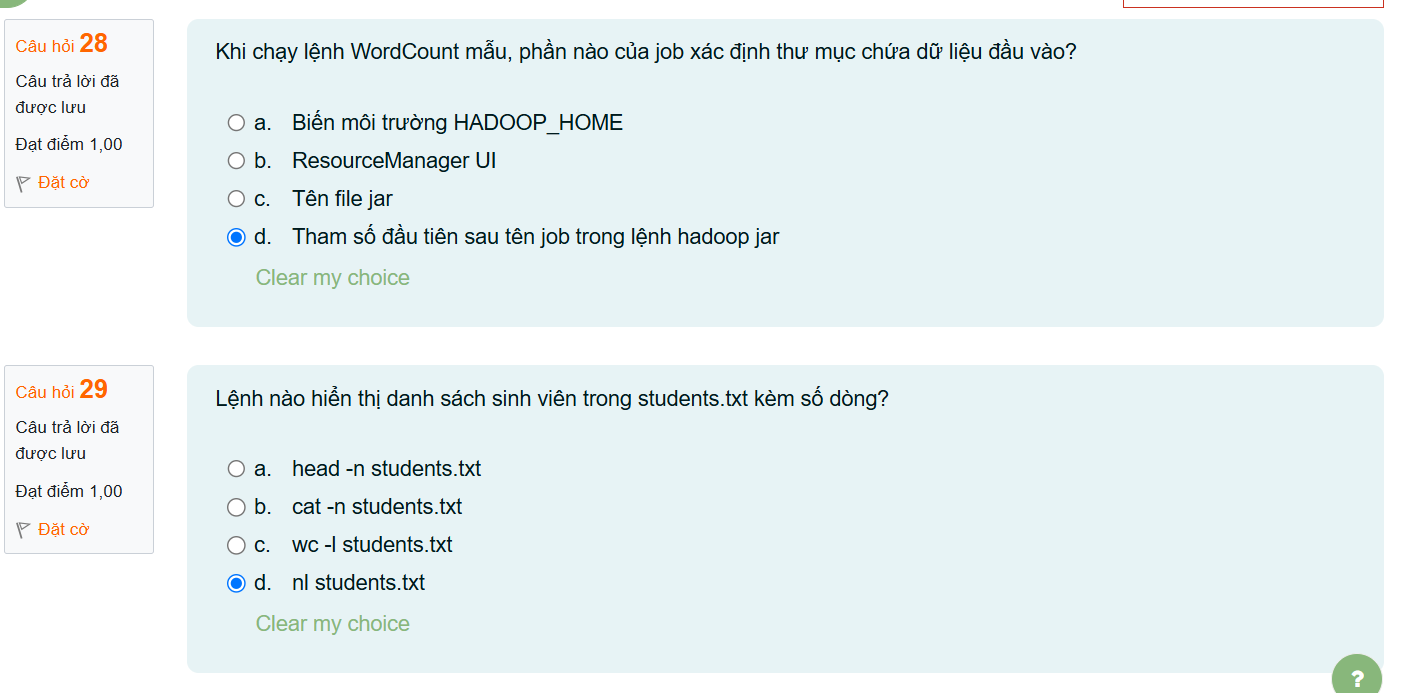 Câu hỏi 28
Câu trả lời đã
được lưu
Đạt điểm 1,00
Đặt cờ
Khi chạy lệnh WordCount mẫu, phần nào của job xác định thư mục chứa dữ liệu đầu vào?
a. Biến môi trường HADOOP_HOME
b. ResourceManager UI
c. Tên file jar
d. Tham số đầu tiên sau tên job trong lệnh hadoop jar
Clear my choice
Câu hỏi 29
Câu trả lời đã
được lưu
Đạt điểm 1,00
Đặt cờ
Lệnh nào hiển thị danh sách sinh viên trong students.txt kèm số dòng?
a. head -n students.txt
b. cat -n students.txt
c. wc -l students.txt
d. nl students.txt
Clear my choice
?